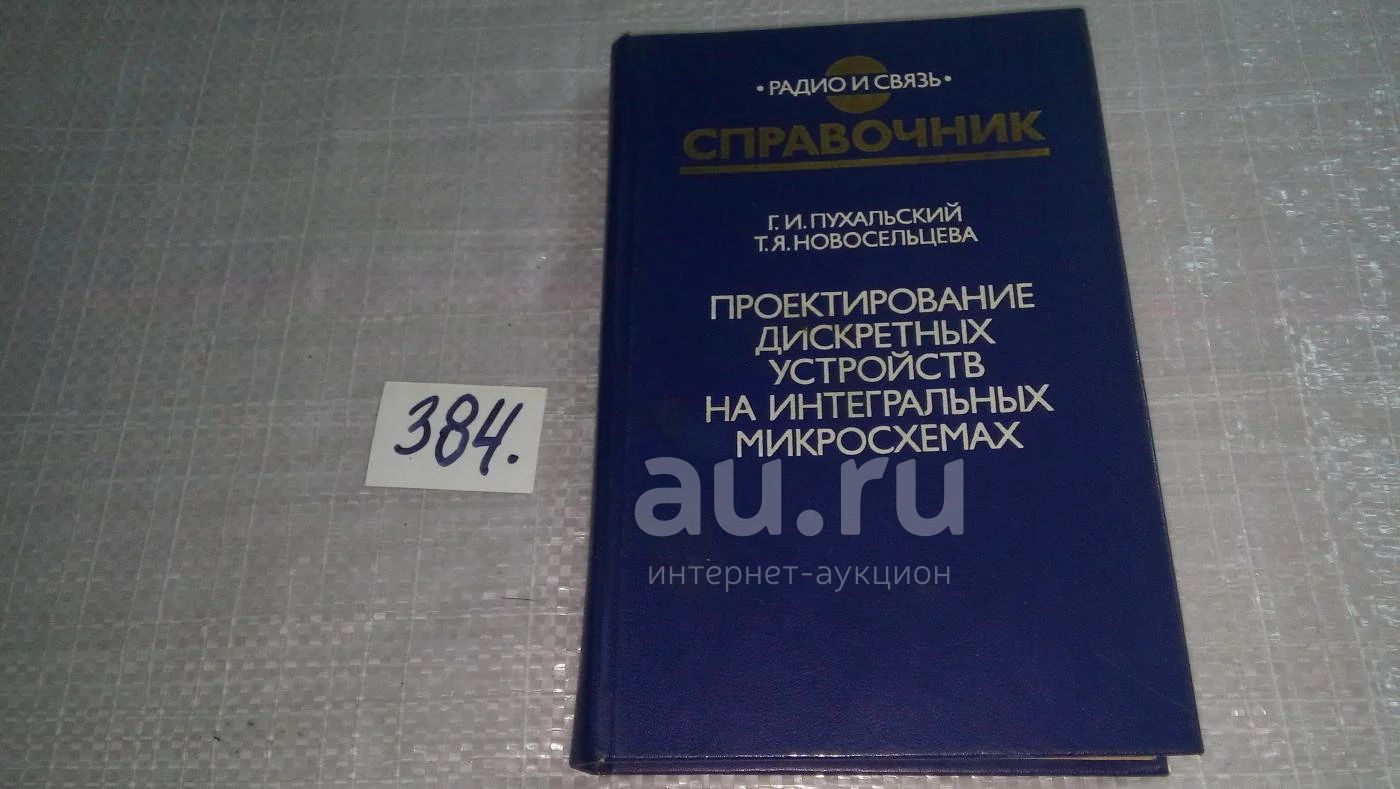 • РАДИО И СВЯЗЬ •
СПРАВОЧНИК
Г. И. ПУХАЛЬСКИЙ
Т. Я. НОВОСЕЛЬЦЕВА
ПРОЕКТИРОВАНИЕ
ДИСКРЕТНЫХ
УСТРОЙСТВ
НА ИНТЕГРАЛЬНЫХ
МИКРОСХЕМАХ
384.
au.ru
интернет-аукцион